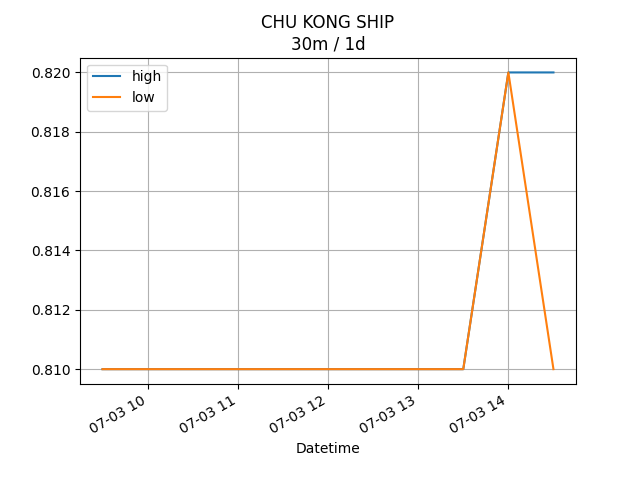 CHU KONG SHIP
30m / 1d
high
low
0.820
0.818
0.816
0.814
0.812
0.810
07-03 10
07-03 11
07-03 12
07-03 13
07-03 14
Datetime